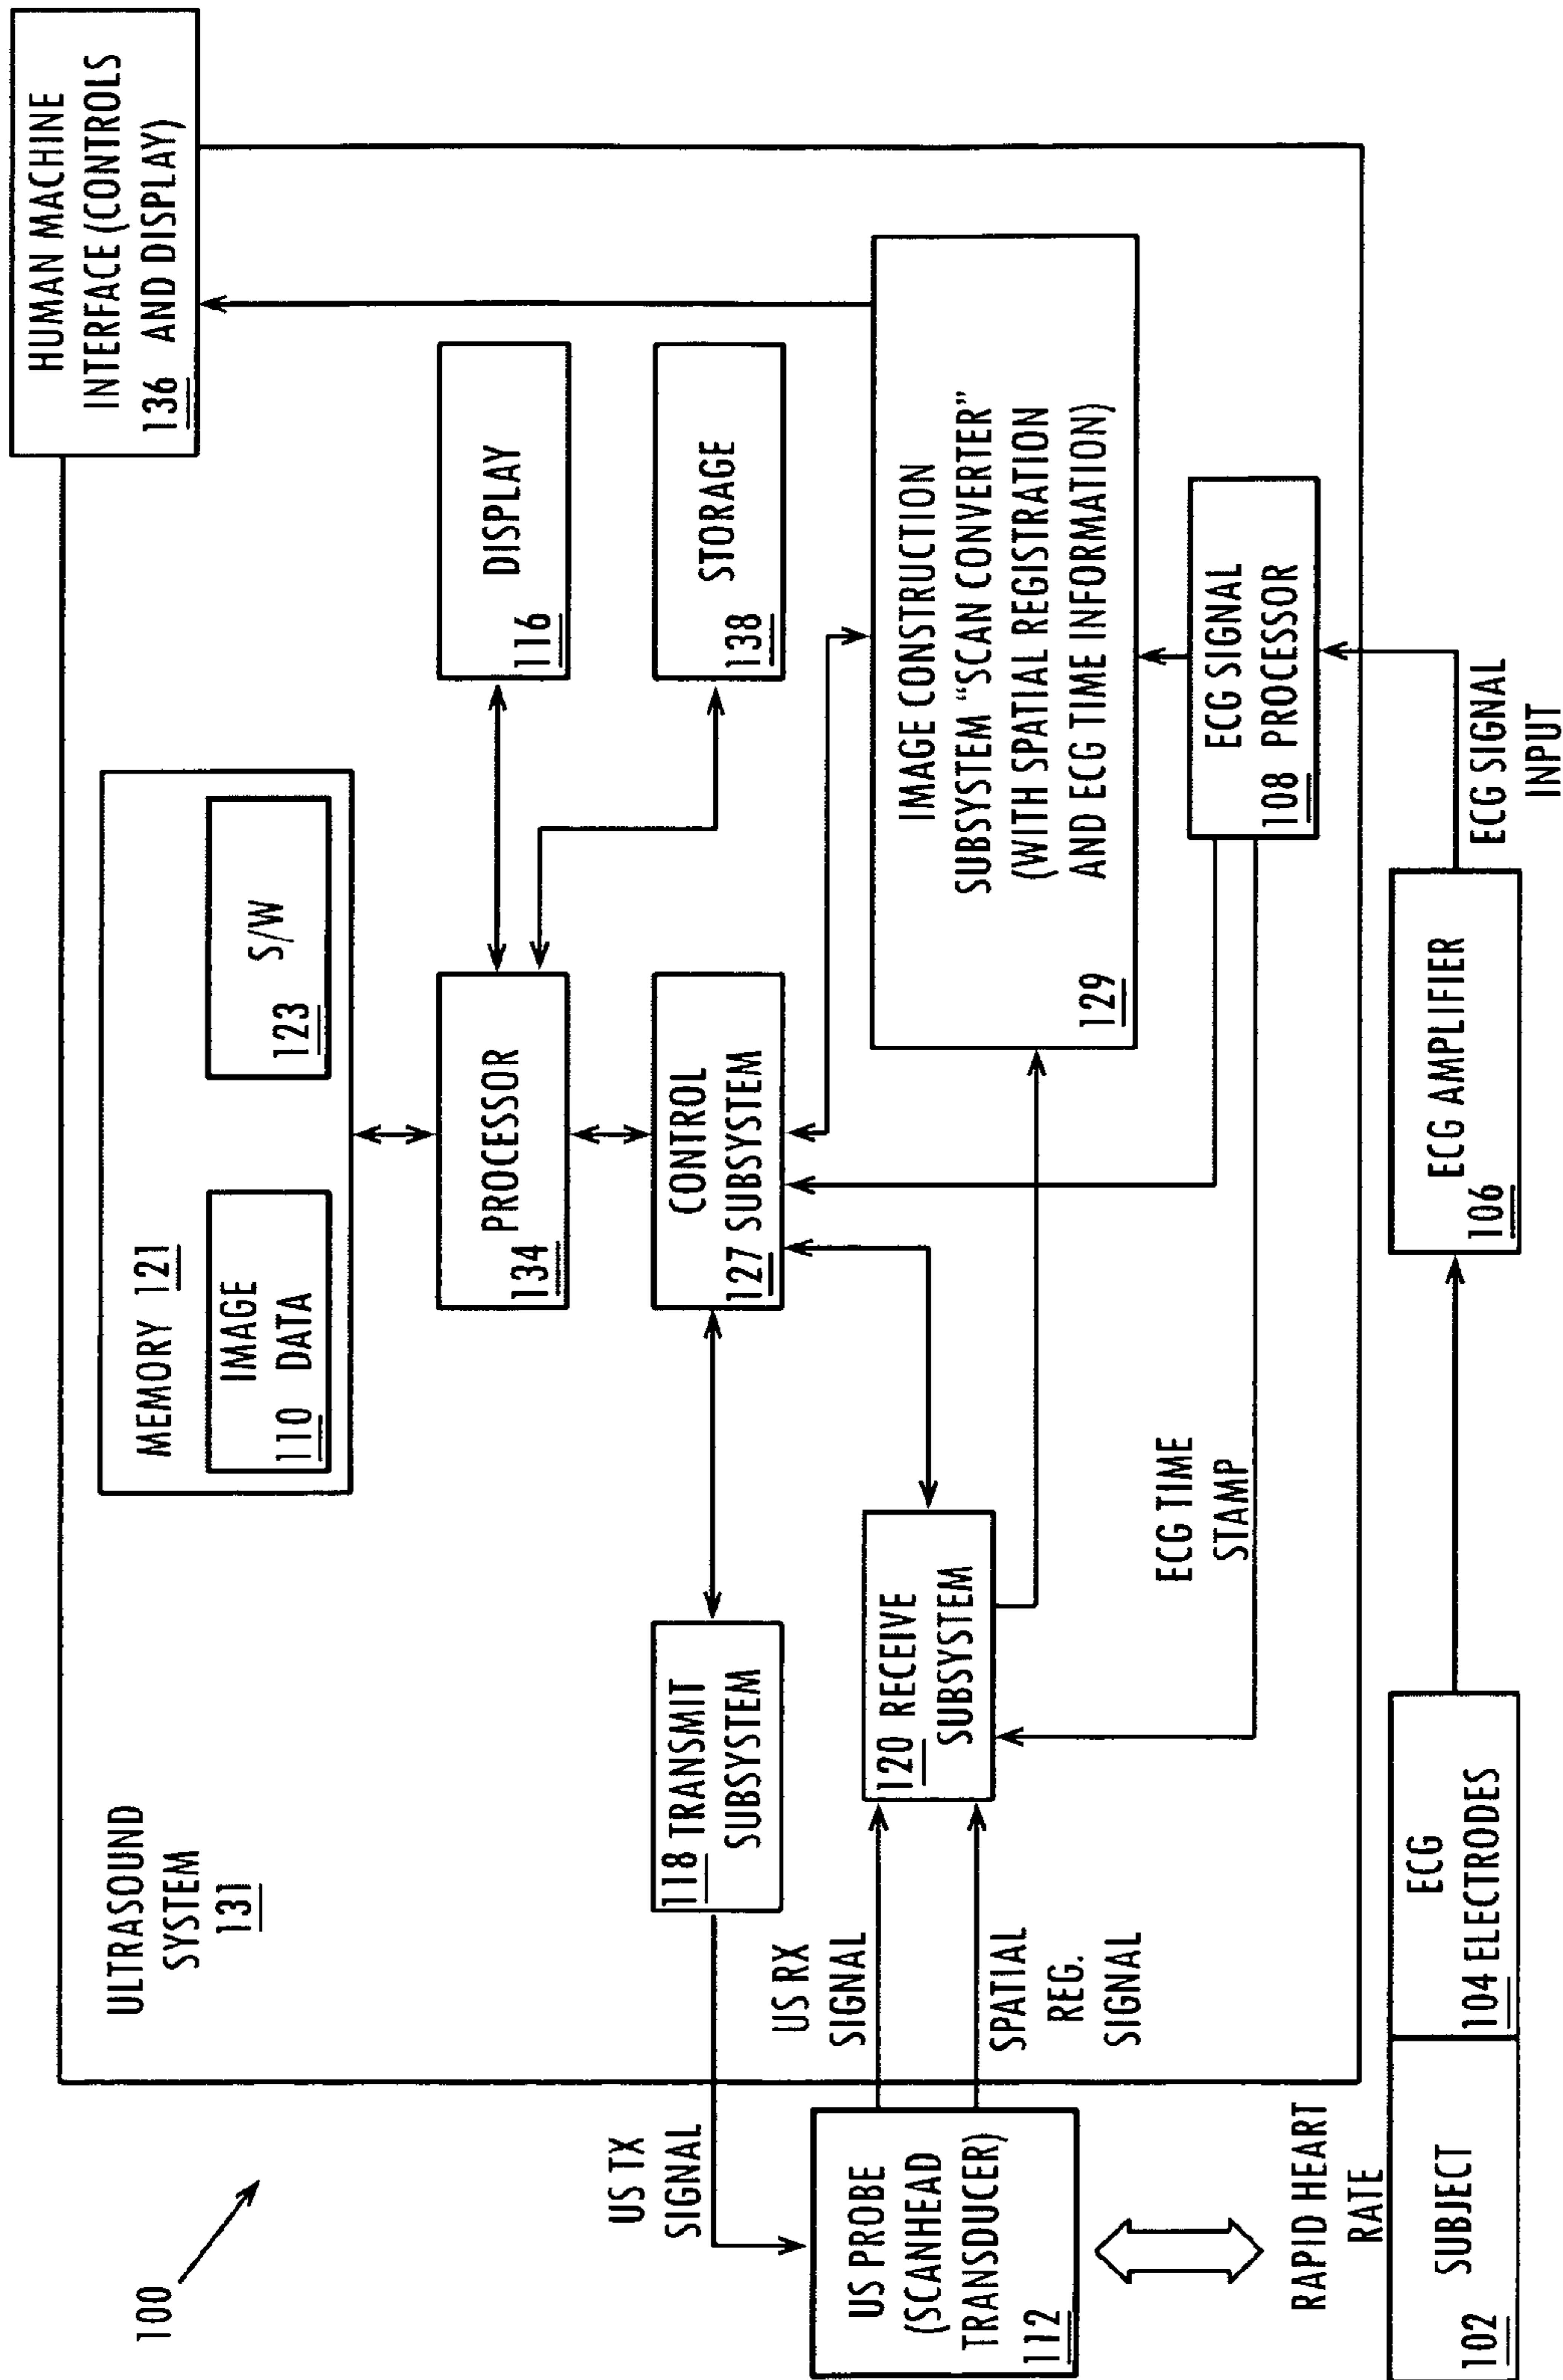 100
ULTRASOUND
SYSTEM
131
HUMAN MACHINE
INTERFACE (CONTROLS
136 AND DISPLAY)
MEMORY 121
IMAGE
110 DATA
S/W
123
PROCESSOR
134
DISPLAY
116
STORAGE
138
CONTROL
127 SUBSYSTEM
118 TRANSMIT
SUBSYSTEM
US TX
SIGNAL
US RX
SIGNAL
SPATIAL
REG.
SIGNAL
120 RECEIVE
SUBSYSTEM
IMAGE CONSTRUCTION
SUBSYSTEM “SCAN CONVERTER”
(WITH SPATIAL REGISTRATION
AND ECG TIME INFORMATION)
129
US PROBE
(SCANHEAD
TRANSDUCER)
112
ECG TIME
STAMP
ECG SIGNAL
108 PROCESSOR
RAPID HEART
RATE
SUBJECT
102
ECG
104 ELECTRODES
ECG AMPLIFIER
106
ECG SIGNAL
INPUT